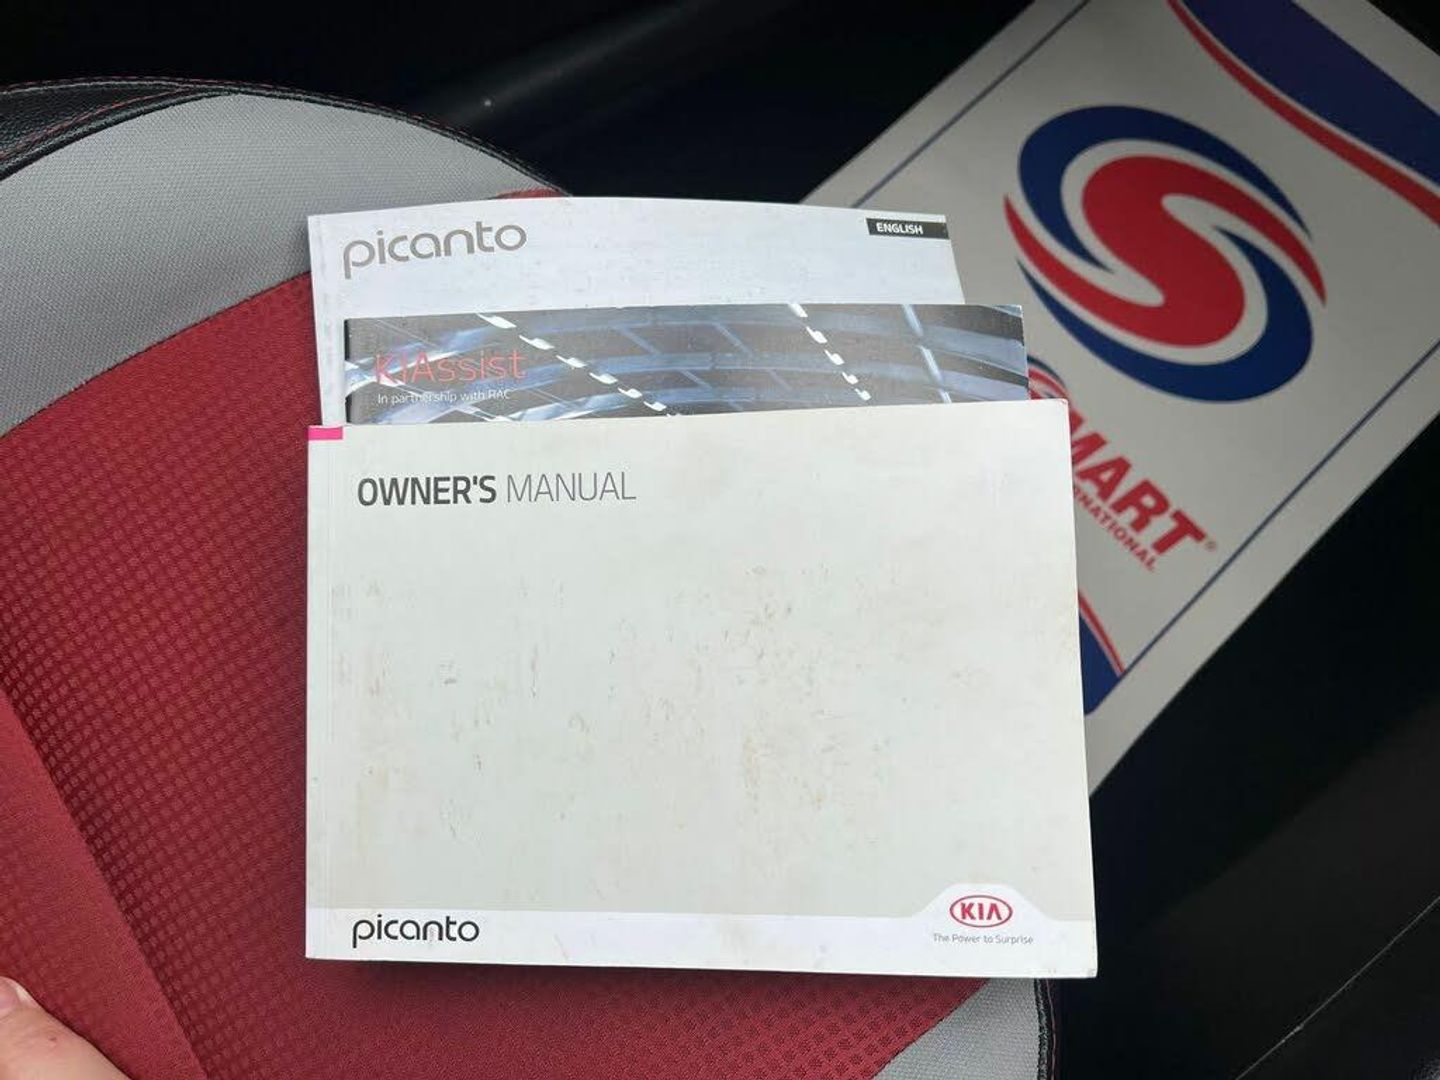 picanto
ENGLISH
KIAssist
In partnership with RAC
OWNER'S MANUAL
picanto
KIA
The Power to Surprise
MART®